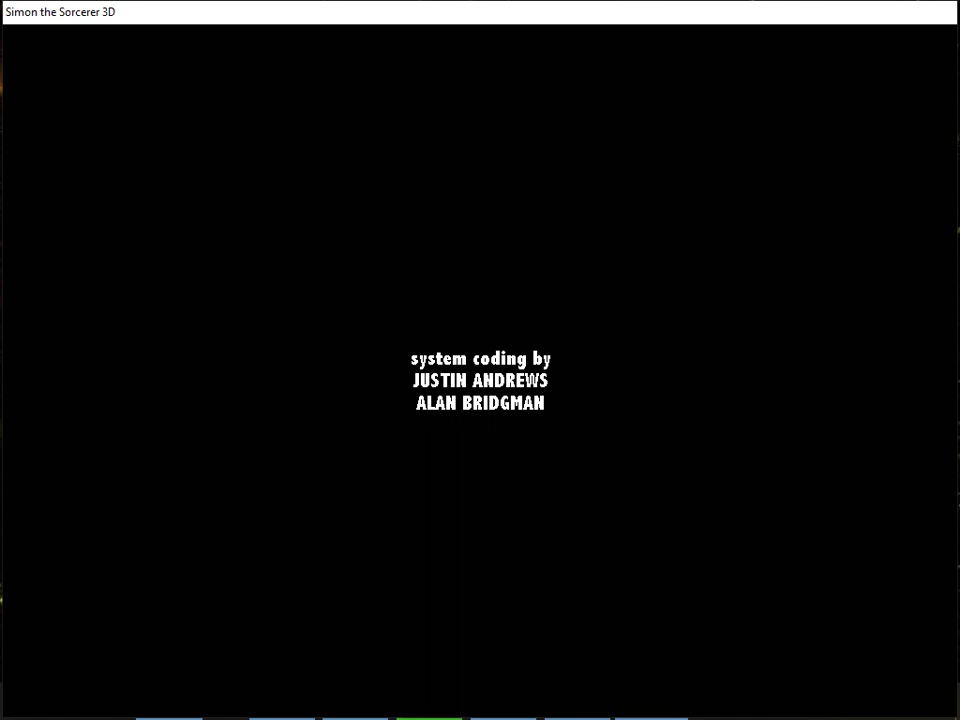 Simon the Sorcerer 3D
system coding by
JUSTIN ANDREWS
ALAN BRIDGMAN